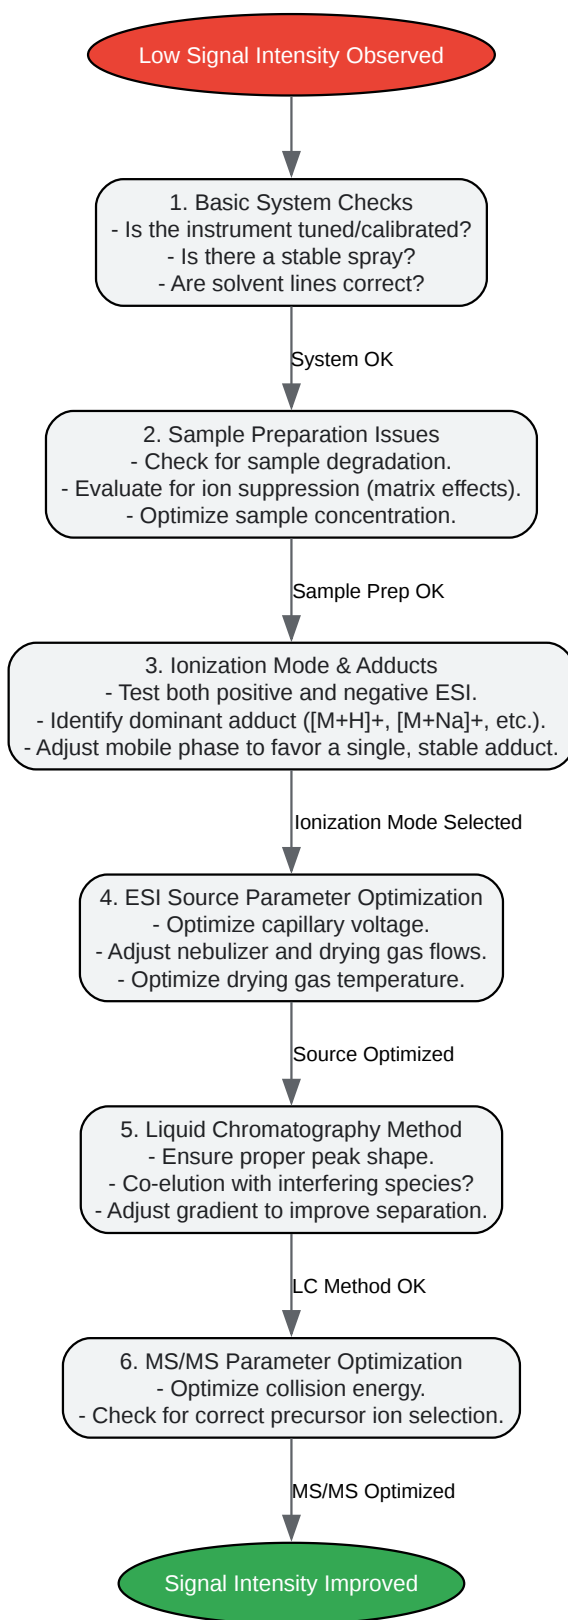 Low Signal Intensity Observed
1. Basic System Checks
- Is the instrument tuned/calibrated?
- Is there a stable spray?
- Are solvent lines correct?
System OK
2. Sample Preparation Issues
- Check for sample degradation.
- Evaluate for ion suppression (matrix effects).
- Optimize sample concentration.
Sample Prep OK
3. Ionization Mode & Adducts
- Test both positive and negative ESI.
- Identify dominant adduct ([M+H]+, [M+Na]+, etc.).
- Adjust mobile phase to favor a single, stable adduct.
Ionization Mode Selected
4. ESI Source Parameter Optimization
- Optimize capillary voltage.
- Adjust nebulizer and drying gas flows.
- Optimize drying gas temperature.
Source Optimized
5. Liquid Chromatography Method
- Ensure proper peak shape.
- Co-elution with interfering species?
- Adjust gradient to improve separation.
LC Method OK
6. MS/MS Parameter Optimization
- Optimize collision energy.
- Check for correct precursor ion selection.
MS/MS Optimized
Signal Intensity Improved